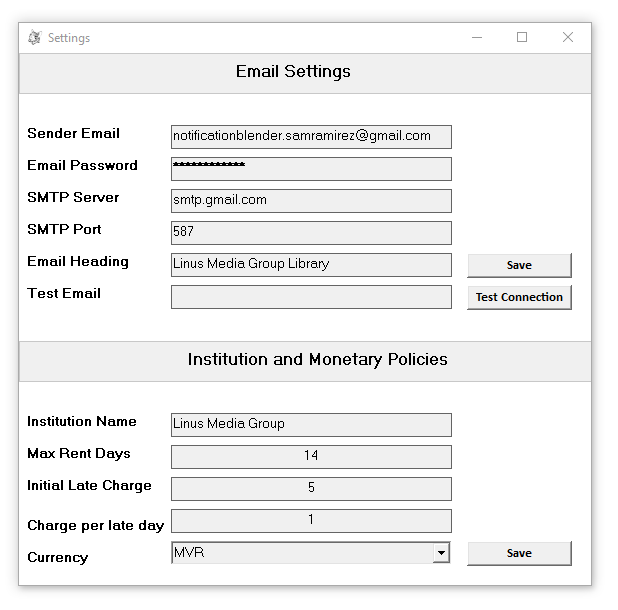 Settings
Email Settings
Sender Email notificationblender.samramirez@gmail.com
Email Password ************
SMTP Server smtp.gmail.com
SMTP Port 587
Email Heading Linus Media Group Library Save
Test Email Test Connection
Institution and Monetary Policies
Institution Name Linus Media Group
Max Rent Days 14
Initial Late Charge 5
Charge per late day 1
Currency MVR Save